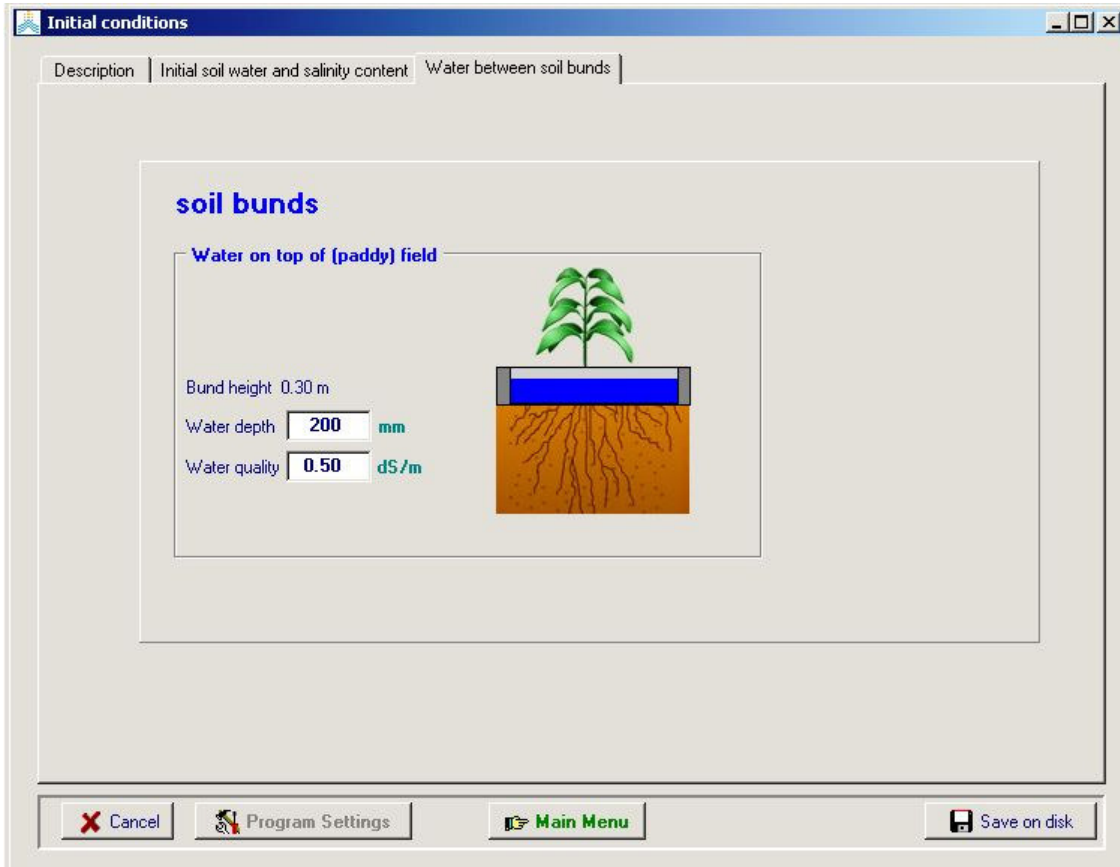 Initial conditions
Description Initial soil water and salinity content Water between soil bunds
soil bunds
Water on top of (paddy) field
Bund height 0.30 m
Water depth 200 mm
Water quality 0.50 dS/m
Cancel Program Settings Main Menu Save on disk